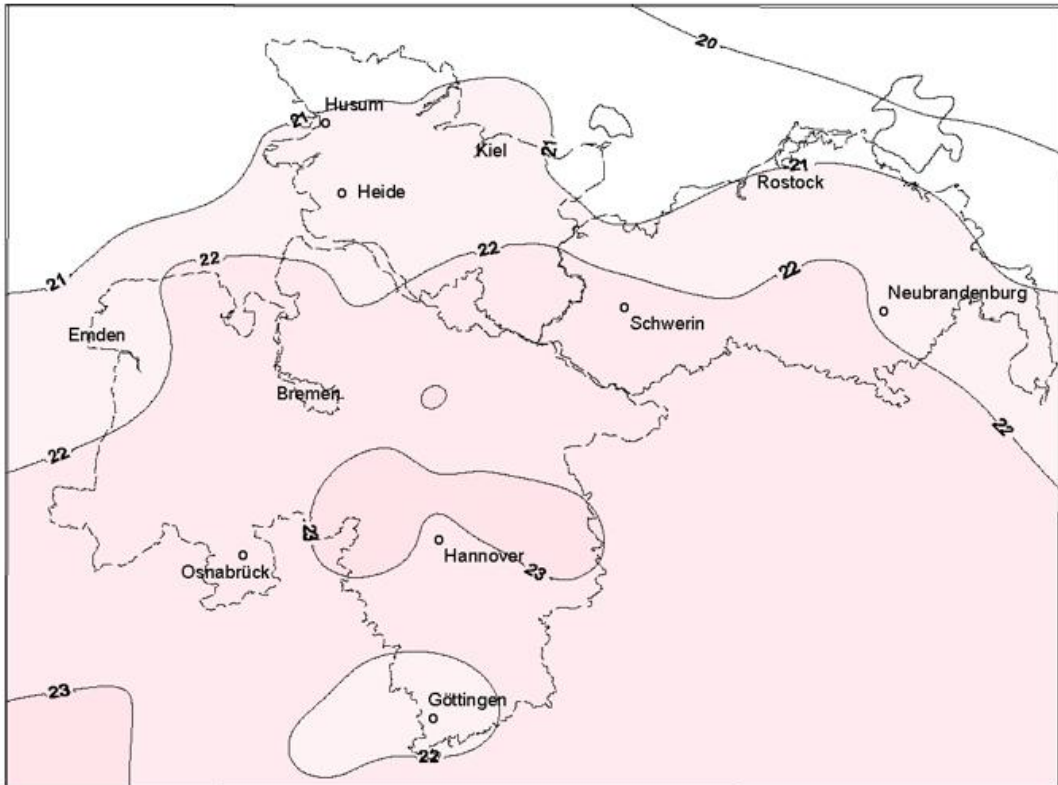 20
Husum
21
Kiel
21
21
Rostock
Heide
22
22
22
21
Neubrandenburg
Emden
Schwerin
Bremen
22
22
23
Hannover
Osnabrück
23
23
Göttingen
22